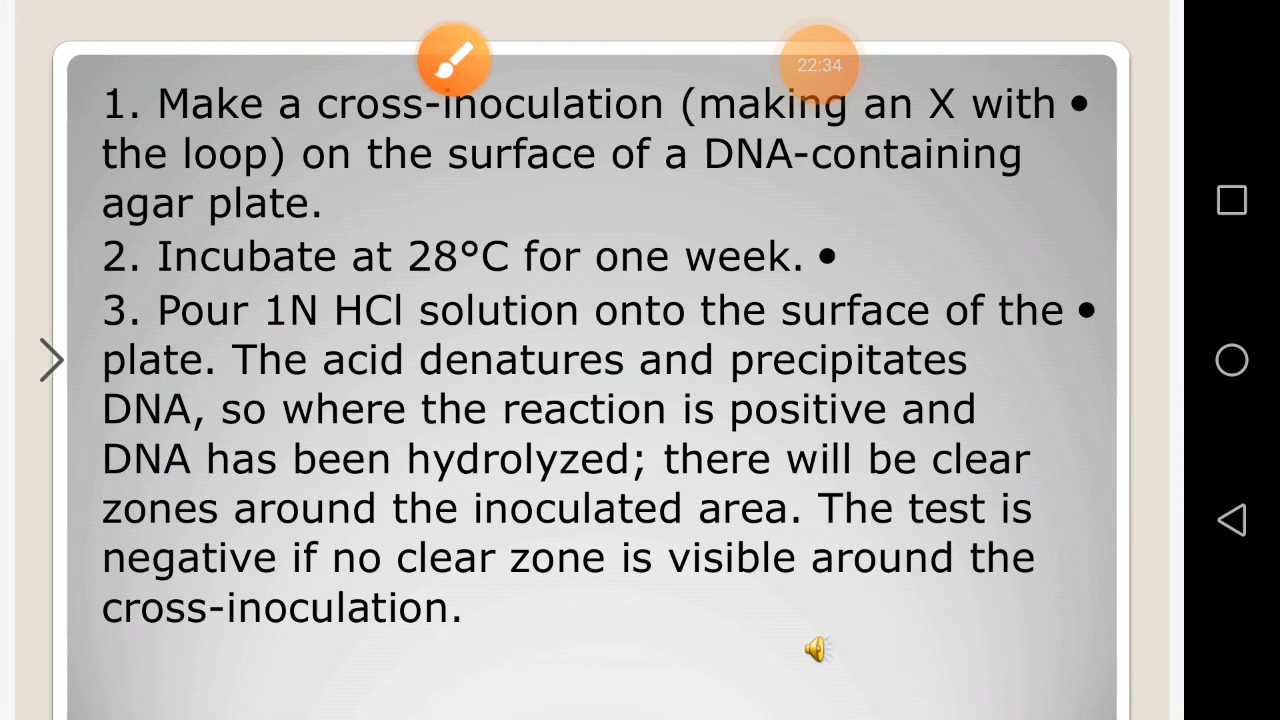 22:34
1. Make a cross-inoculation (making an X with •
the loop) on the surface of a DNA-containing
agar plate.
2. Incubate at 28°C for one week. •
3. Pour 1N HCl solution onto the surface of the •
plate. The acid denatures and precipitates
DNA, so where the reaction is positive and
DNA has been hydrolyzed; there will be clear
zones around the inoculated area. The test is
negative if no clear zone is visible around the
cross-inoculation.